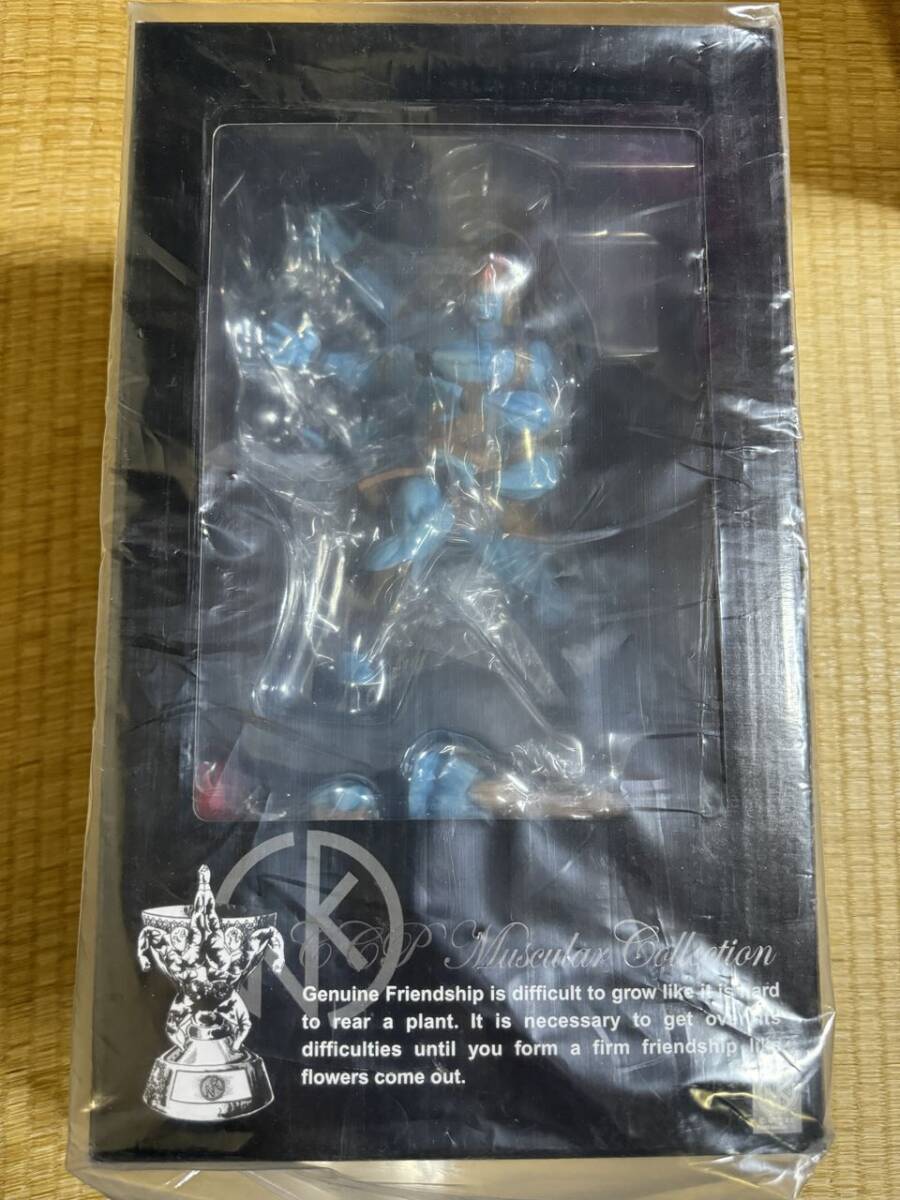 CCP Muscular Collection
Genuine Friendship is difficult to grow like it is hard
to rear a plant. It is necessary to get over its
difficulties until you form a firm friendship like
flowers come out.